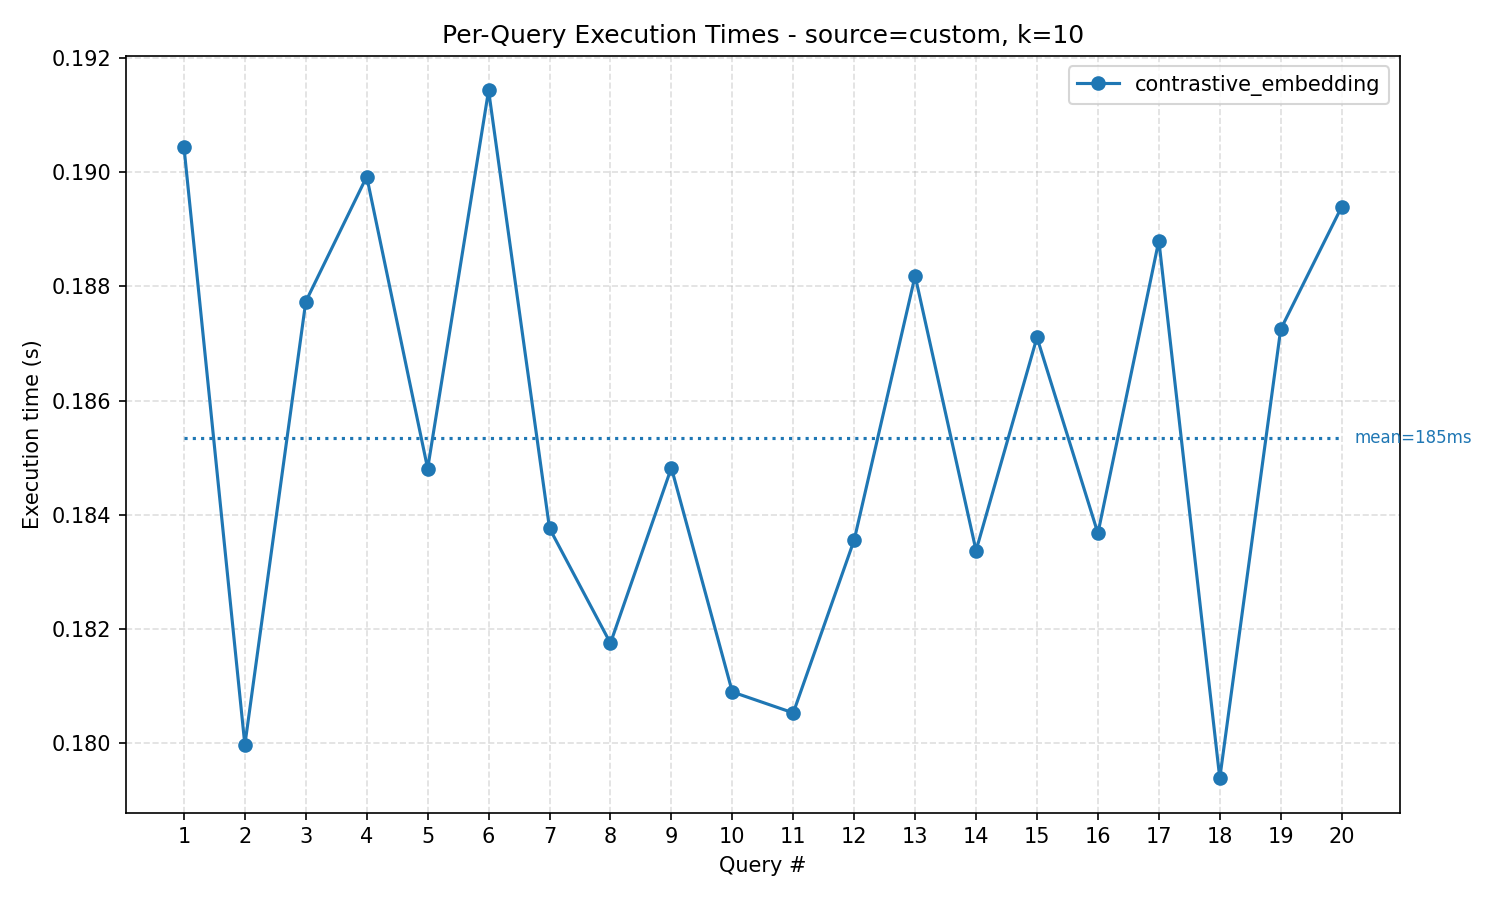 Per-Query Execution Times - source=custom, k=10
contrastive_embedding
Execution time (s)
0.192
0.190
0.188
0.186
0.184
0.182
0.180
mean=185ms
1 2 3 4 5 6 7 8 9 10 11 12 13 14 15 16 17 18 19 20
Query #